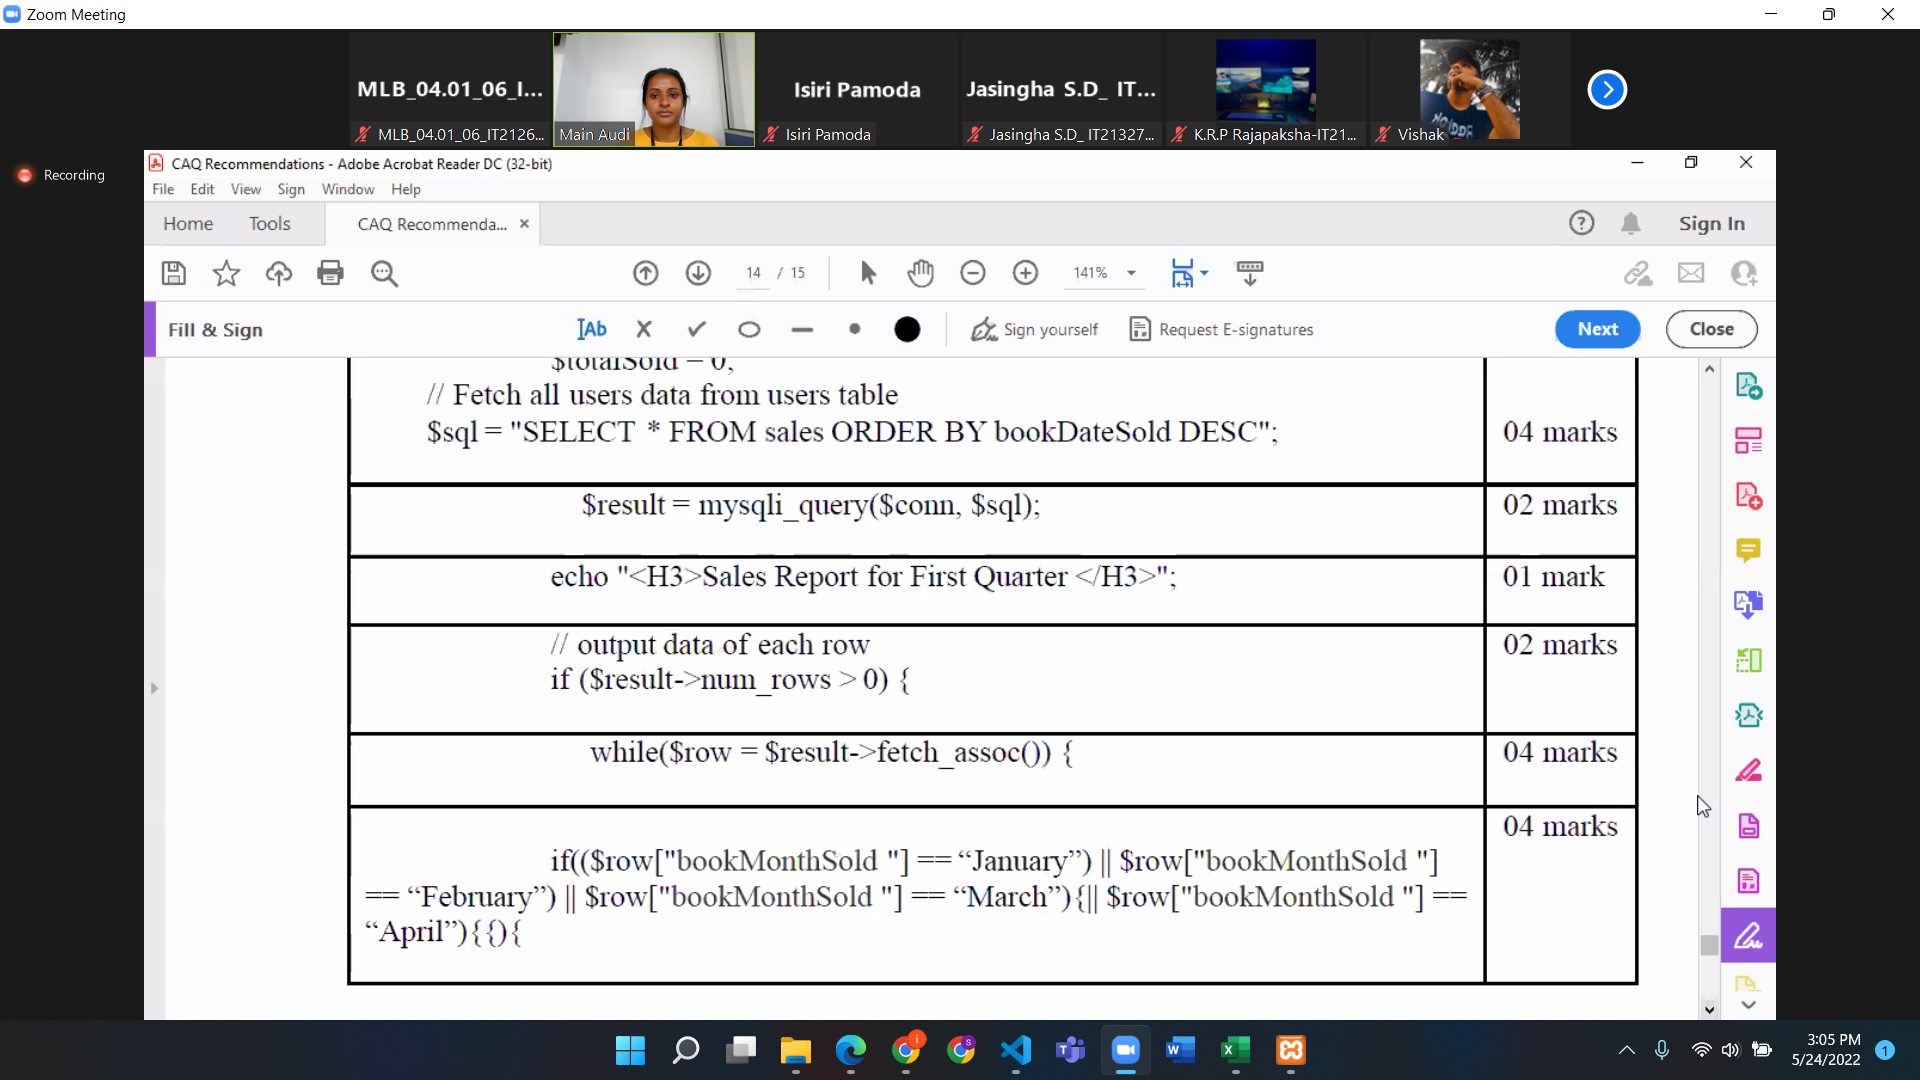 Zoom Meeting
MLB_04.01_06_I...
Isiri Pamoda
Jasingha S.D_ IT...
MLB_04.01_06_IT2126...
Main Audi
Isiri Pamoda
Jasingha S.D_ IT21327...
K.R.P Rajapaksha-IT21...
Vishak
Recording
CAQ Recommendations - Adobe Acrobat Reader DC (32-bit)
File Edit View Sign Window Help
Home Tools CAQ Recommenda... × Sign In
14 / 15 141%
Fill & Sign IAb Sign yourself Request E-signatures Next Close
$totalSold = 0;
// Fetch all users data from users table
$sql = "SELECT * FROM sales ORDER BY bookDateSold DESC"; 04 marks
$result = mysqli_query($conn, $sql); 02 marks
echo "<H3>Sales Report for First Quarter </H3>"; 01 mark
// output data of each row 02 marks
if ($result->num_rows > 0) {
while($row = $result->fetch_assoc()) { 04 marks
04 marks
if(($row["bookMonthSold "] == “January”) || $row["bookMonthSold "]
== “February”) || $row["bookMonthSold "] == “March”){|| $row["bookMonthSold "] ==
“April”){{){
3:05 PM
5/24/2022
1